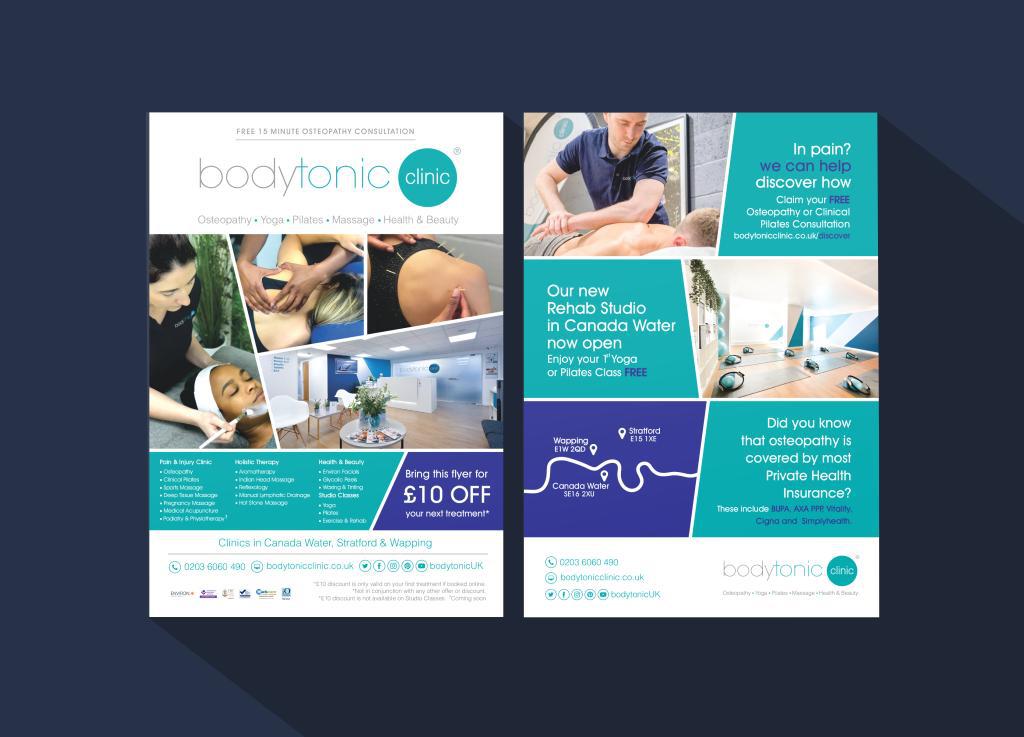 FREE 15 MINUTE OSTEOPATHY CONSULTATION
bodytonic clinic®
Osteopathy • Yoga • Pilates • Massage • Health & Beauty
bodytonic clinic
Pain & Injury Clinic
• Osteopathy
• Clinical Pilates
• Sports Massage
• Deep Tissue Massage
• Pregnancy Massage
• Medical Acupuncture
• Podiatry & Physiotherapy†
Holistic Therapy
• Aromatherapy
• Indian Head Massage
• Reflexology
• Manual Lymphatic Drainage
• Hot Stone Massage
Health & Beauty
• Environ Facials
• Glycolic Peels
• Waxing & Tinting
Studio Classes
• Yoga
• Pilates
• Exercise & Rehab
Bring this flyer for
£10 OFF
your next treatment*
Clinics in Canada Water, Stratford & Wapping
0203 6060 490 bodytonicclinic.co.uk bodytonicUK
ENVIRON
*£10 discount is only valid on your first treatment if booked online.
*Not in conjunction with any other offer or discount.
*£10 discount is not available on Studio Classes. †Coming soon
In pain?
we can help
discover how
Claim your FREE
Osteopathy or Clinical
Pilates Consultation
bodytonicclinic.co.uk/discover
Our new
Rehab Studio
in Canada Water
now open
Enjoy your 1st Yoga
or Pilates Class FREE
Stratford
E15 1XE
Wapping
E1W 2QD
Canada Water
SE16 2XU
Did you know
that osteopathy is
covered by most
Private Health
Insurance?
These include BUPA, AXA PPP, Vitality,
Cigna and Simplyhealth.
0203 6060 490
bodytonicclinic.co.uk
bodytonicUK
bodytonic clinic®
Osteopathy • Yoga • Pilates • Massage • Health & Beauty